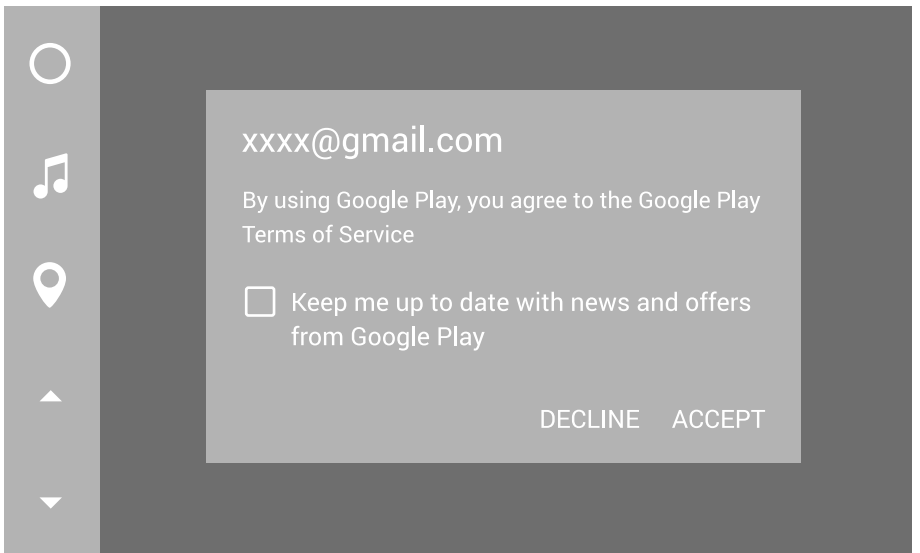 xxxx@gmail.com
By using Google Play, you agree to the Google Play
Terms of Service
Keep me up to date with news and offers
from Google Play
DECLINE ACCEPT